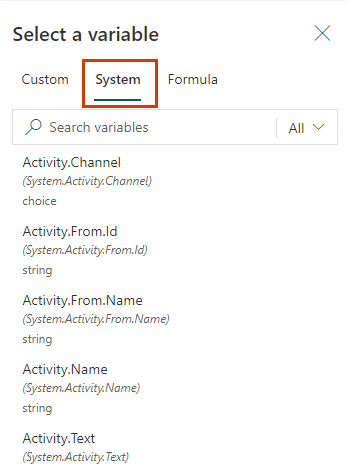 Select a variable
Custom System Formula
Search variables All
Activity.Channel
(System.Activity.Channel)
choice
Activity.From.Id
(System.Activity.From.Id)
string
Activity.From.Name
(System.Activity.From.Name)
string
Activity.Name
(System.Activity.Name)
string
Activity.Text
(System.Activity.Text)